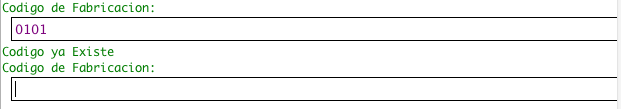 Codigo de Fabricacion:
0101
Codigo ya Existe
Codigo de Fabricacion: